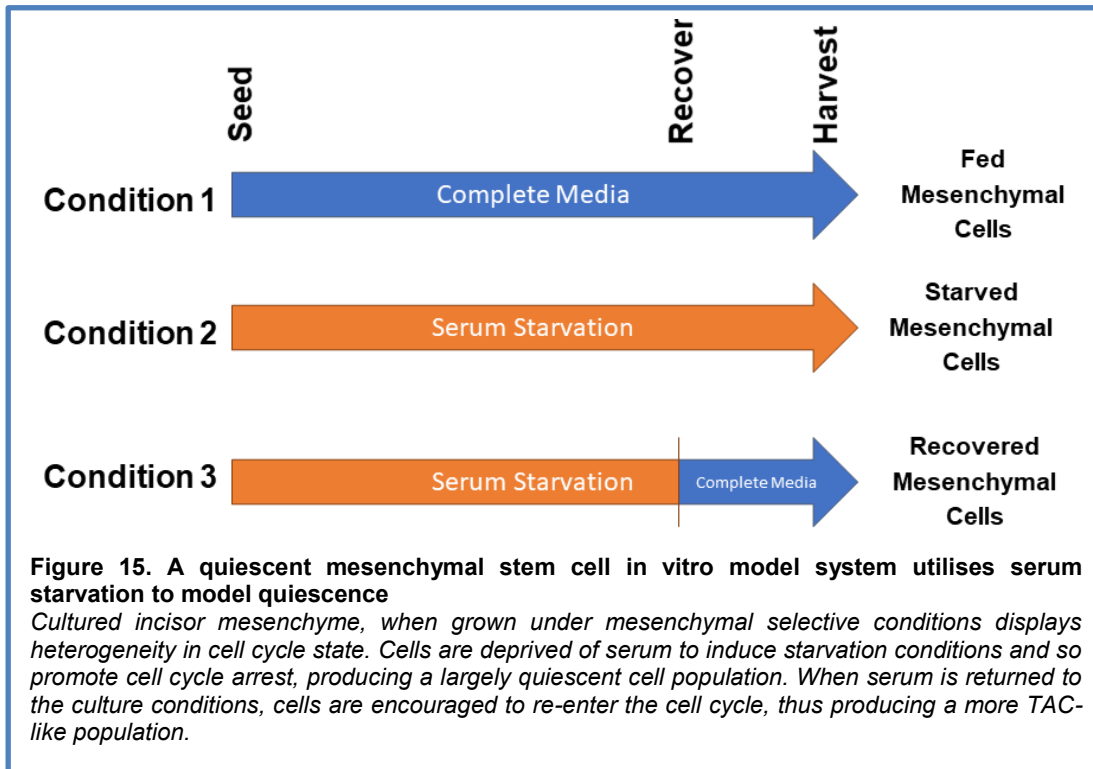 Seed
Recover
Harvest
Condition 1
Complete Media
Fed
Mesenchymal
Cells
Condition 2
Serum Starvation
Starved
Mesenchymal
Cells
Condition 3
Serum Starvation
Complete Media
Recovered
Mesenchymal
Cells
Figure 15. A quiescent mesenchymal stem cell in vitro model system utilises serum
starvation to model quiescence
Cultured incisor mesenchyme, when grown under mesenchymal selective conditions displays
heterogeneity in cell cycle state. Cells are deprived of serum to induce starvation conditions and so
promote cell cycle arrest, producing a largely quiescent cell population. When serum is returned to
the culture conditions, cells are encouraged to re-enter the cell cycle, thus producing a more TAC-
like population.